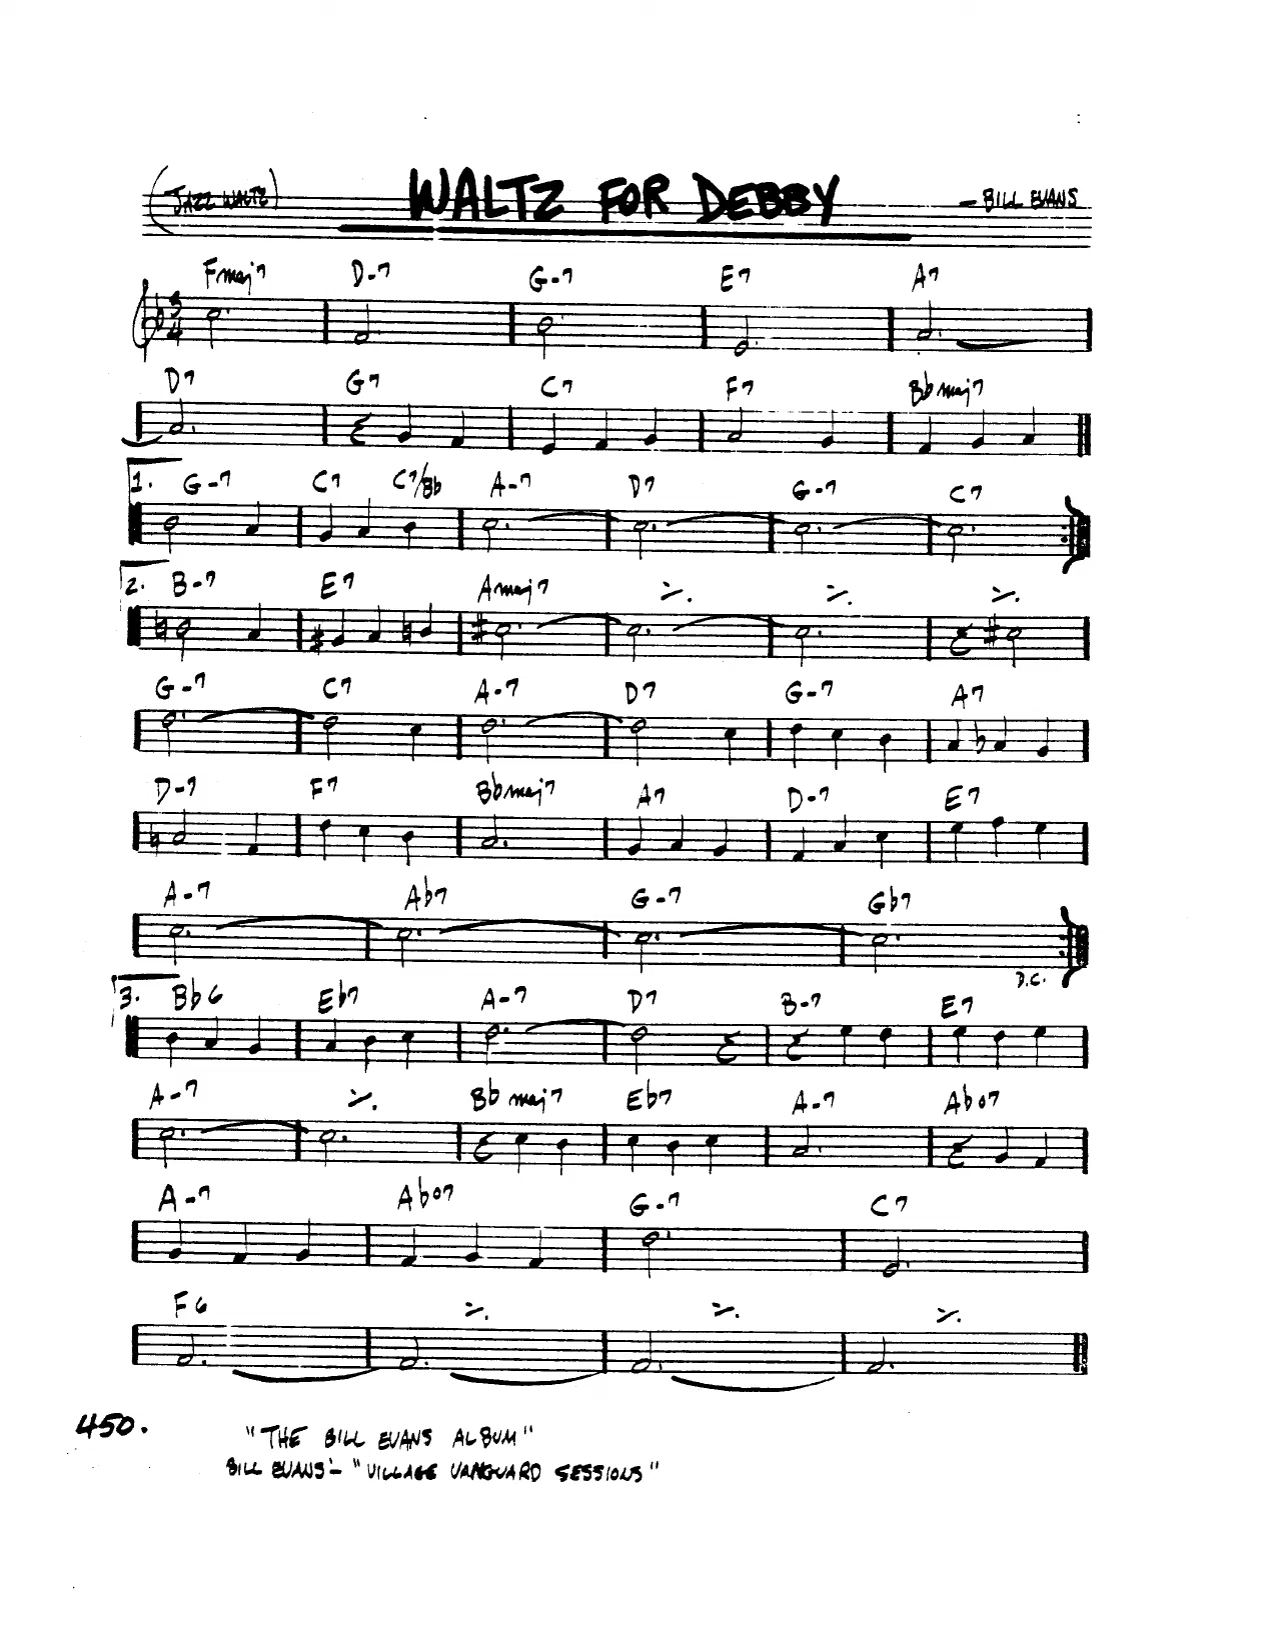 (JAZZ WALTZ) WALTZ FOR DEBBY - BILL EVANS
Fmaj7 D-7 G-7 E7 A7
3 4
D7 G7 C7 F7 Bbmaj7
1. G-7 C7 C7/Bb A-7 D7 G-7 C7
2. B-7 E7 Amaj7
G-7 C7 A-7 D7 G-7 A7
D-7 F7 Bbmaj7 A7 D-7 E7
A-7 Ab7 G-7 Gb7
D.C.
3. Bb6 Eb7 A-7 D7 B-7 E7
A-7 Bbmaj7 Eb7 A-7 Abo7
A-7 Abo7 G-7 C7
F6
450. "THE BILL EVANS ALBUM"
BILL EVANS - "VILLAGE VANGUARD SESSIONS"